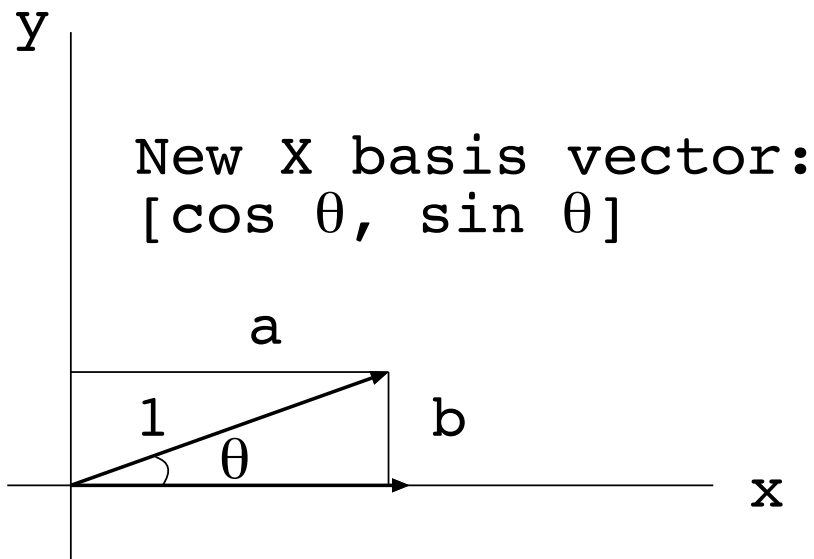 y
New X basis vector:
[cos θ, sin θ]
a
1
b
θ
x